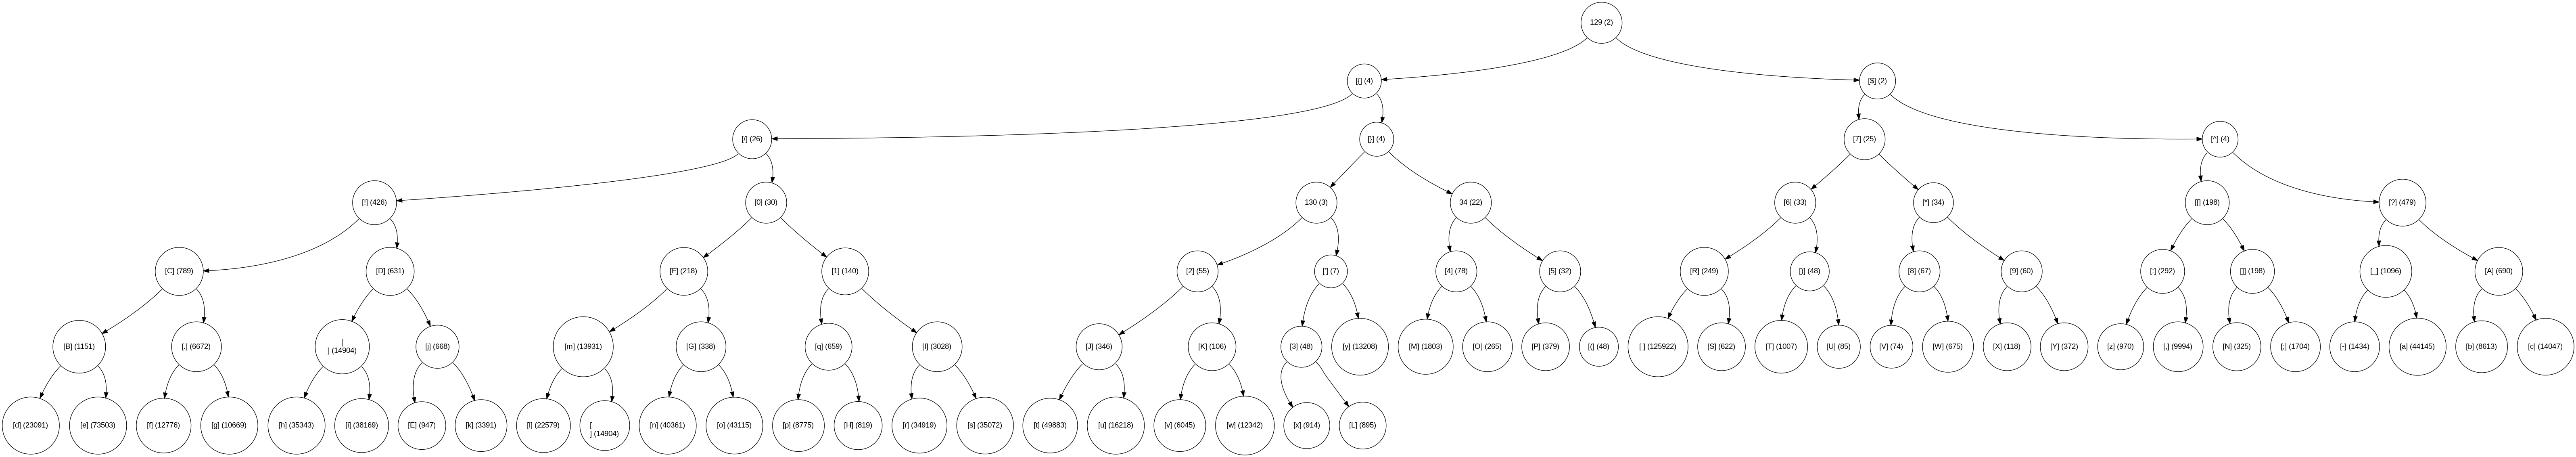 129 (2)
[{] (4)
[$] (2)
[/] (26)
[}] (4)
[7] (25)
[^] (4)
[!] (426)
[0] (30)
130 (3)
34 (22)
[6] (33)
[*] (34)
[[] (198)
[?] (479)
[C] (789)
[D] (631)
[F] (218)
[1] (140)
[2] (55)
['] (7)
[4] (78)
[5] (32)
[R] (249)
[)] (48)
[8] (67)
[9] (60)
[:] (292)
[]] (198)
[_] (1096)
[A] (690)
[B] (1151)
[.] (6672)
[
] (14904)
[j] (668)
[m] (13931)
[G] (338)
[q] (659)
[I] (3028)
[J] (346)
[K] (106)
[3] (48)
[y] (13208)
[M] (1803)
[O] (265)
[P] (379)
[(] (48)
[ ] (125922)
[S] (622)
[T] (1007)
[U] (85)
[V] (74)
[W] (675)
[X] (118)
[Y] (372)
[z] (970)
[,] (9994)
[N] (325)
[;] (1704)
[-] (1434)
[a] (44145)
[b] (8613)
[c] (14047)
[d] (23091)
[e] (73503)
[f] (12776)
[g] (10669)
[h] (35343)
[i] (38169)
[E] (947)
[k] (3391)
[l] (22579)
[
] (14904)
[n] (40361)
[o] (43115)
[p] (8775)
[H] (819)
[r] (34919)
[s] (35072)
[t] (49883)
[u] (16218)
[v] (6045)
[w] (12342)
[x] (914)
[L] (895)